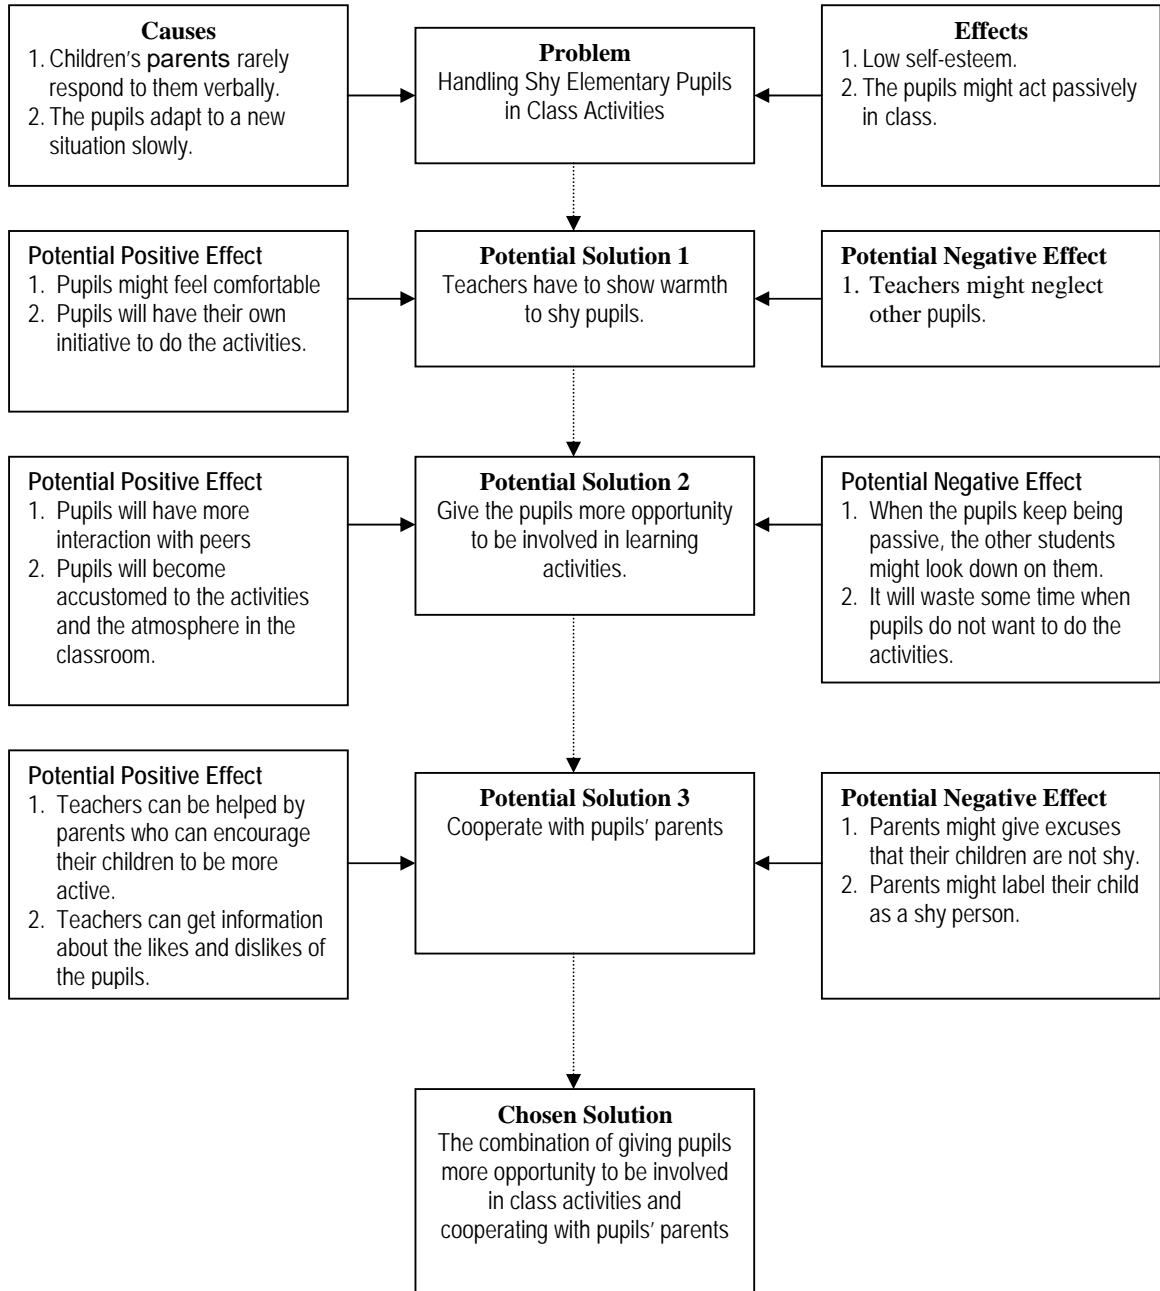 Causes
1. Children's parents rarely
respond to them verbally.
2. The pupils adapt to a new
situation slowly.
Problem
Handling Shy Elementary Pupils
in Class Activities
Effects
1. Low self-esteem.
2. The pupils might act passively
in class.
Potential Positive Effect
1. Pupils might feel comfortable
2. Pupils will have their own
initiative to do the activities.
Potential Solution 1
Teachers have to show warmth
to shy pupils.
Potential Negative Effect
1. Teachers might neglect
other pupils.
Potential Positive Effect
1. Pupils will have more
interaction with peers
2. Pupils will become
accustomed to the activities
and the atmosphere in the
classroom.
Potential Solution 2
Give the pupils more opportunity
to be involved in learning
activities.
Potential Negative Effect
1. When the pupils keep being
passive, the other students
might look down on them.
2. It will waste some time when
pupils do not want to do the
activities.
Potential Positive Effect
1. Teachers can be helped by
parents who can encourage
their children to be more
active.
2. Teachers can get information
about the likes and dislikes of
the pupils.
Potential Solution 3
Cooperate with pupils' parents
Potential Negative Effect
1. Parents might give excuses
that their children are not shy.
2. Parents might label their child
as a shy person.
Chosen Solution
The combination of giving pupils
more opportunity to be involved
in class activities and
cooperating with pupils' parents